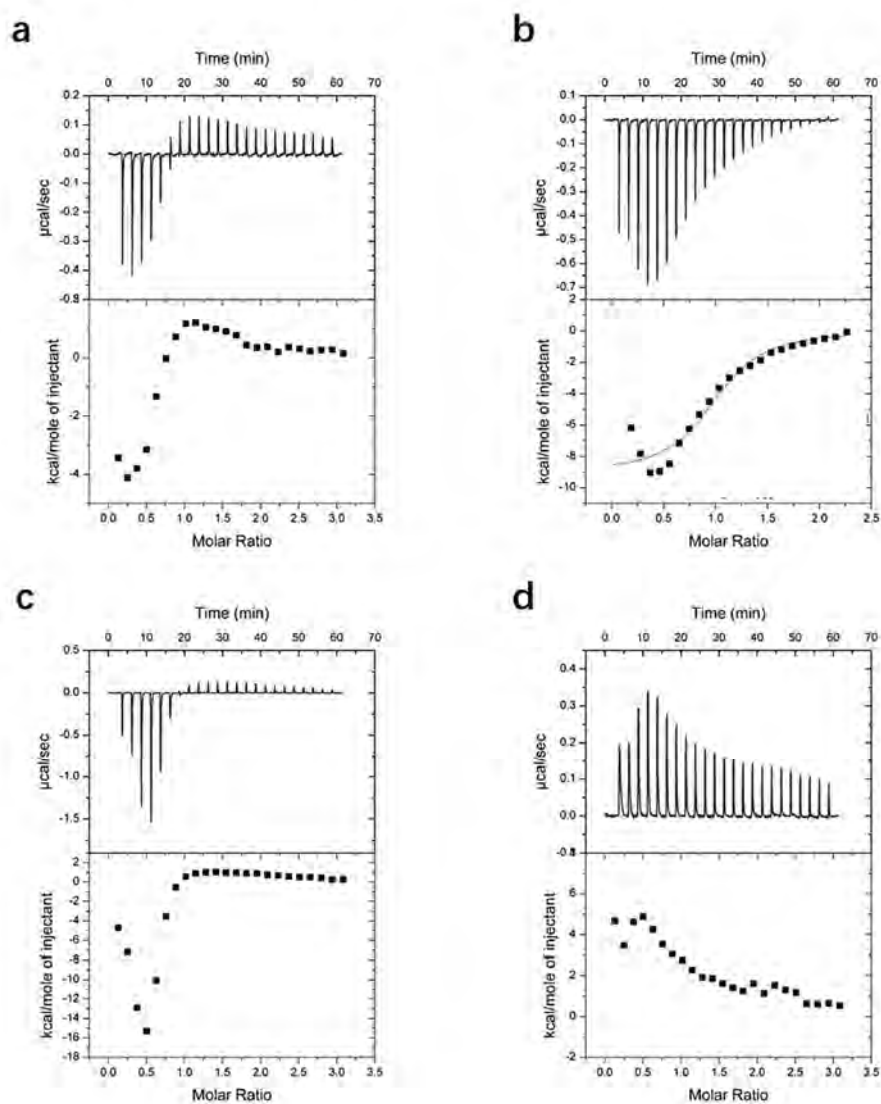 a
Time (min)
0 10 20 30 40 50 60 70
0.2
0.1
0.0
-0.1
-0.2
-0.3
-0.4
µcal/sec
0
-2
-4
kcal/mole of injectant
0.0 0.5 1.0 1.5 2.0 2.5 3.0 3.5
Molar Ratio
b
Time (min)
0 10 20 30 40 50 60 70
0.1
0.0
-0.1
-0.2
-0.3
-0.4
-0.5
-0.6
-0.7
µcal/sec
2
0
-2
-4
-6
-8
-10
kcal/mole of injectant
0.0 0.5 1.0 1.5 2.0 2.5
Molar Ratio
c
Time (min)
0 10 20 30 40 50 60 70
0.5
0.0
-0.5
-1.0
-1.5
µcal/sec
2
0
-2
-4
-6
-8
-10
-12
-14
-16
-18
kcal/mole of injectant
0.0 0.5 1.0 1.5 2.0 2.5 3.0 3.5
Molar Ratio
d
Time (min)
0 10 20 30 40 50 60 70
0.4
0.3
0.2
0.1
0.0
µcal/sec
6
4
2
0
-2
kcal/mole of injectant
0.0 0.5 1.0 1.5 2.0 2.5 3.0 3.5
Molar Ratio